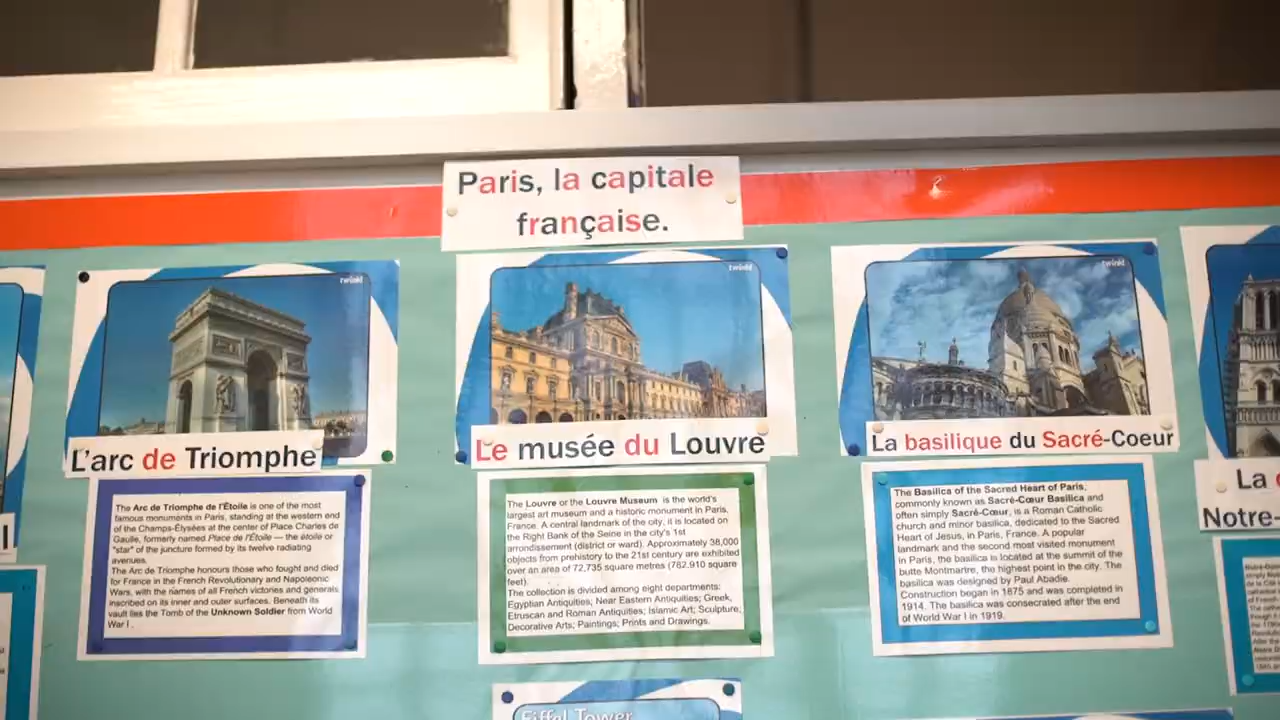 Paris, la capitale
française.
twinkl
L'arc de Triomphe
The Arc de Triomphe de l'Étoile is one of the most
famous monuments in Paris, standing at the western end
of the Champs-Élysées at the center of Place Charles de
Gaulle, formerly named Place de l'Étoile — the étoile or
"star" of the juncture formed by its twelve radiating
avenues.
The Arc de Triomphe honours those who fought and died
for France in the French Revolutionary and Napoleonic
Wars, with the names of all French victories and generals
inscribed on its inner and outer surfaces. Beneath its
vault lies the Tomb of the Unknown Soldier from World
War I .
twinkl
Le musée du Louvre
The Louvre or the Louvre Museum is the world's
largest art museum and a historic monument in Paris,
France. A central landmark of the city, it is located on
the Right Bank of the Seine in the city's 1st
arrondissement (district or ward). Approximately 38,000
objects from prehistory to the 21st century are exhibited
over an area of 72,735 square metres (782,910 square
feet).
The collection is divided among eight departments:
Egyptian Antiquities; Near Eastern Antiquities; Greek,
Etruscan and Roman Antiquities; Islamic Art; Sculpture;
Decorative Arts; Paintings; Prints and Drawings.
twinkl
La basilique du Sacré-Coeur
The Basilica of the Sacred Heart of Paris,
commonly known as Sacré-Cœur Basilica and
often simply Sacré-Cœur, is a Roman Catholic
church and minor basilica, dedicated to the Sacred
Heart of Jesus, in Paris, France. A popular
landmark and the second most visited monument
in Paris, the basilica is located at the summit of the
butte Montmartre, the highest point in the city. The
basilica was designed by Paul Abadie.
Construction began in 1875 and was completed in
1914. The basilica was consecrated after the end
of World War I in 1919.
La
Notre-
Eiffel Tower